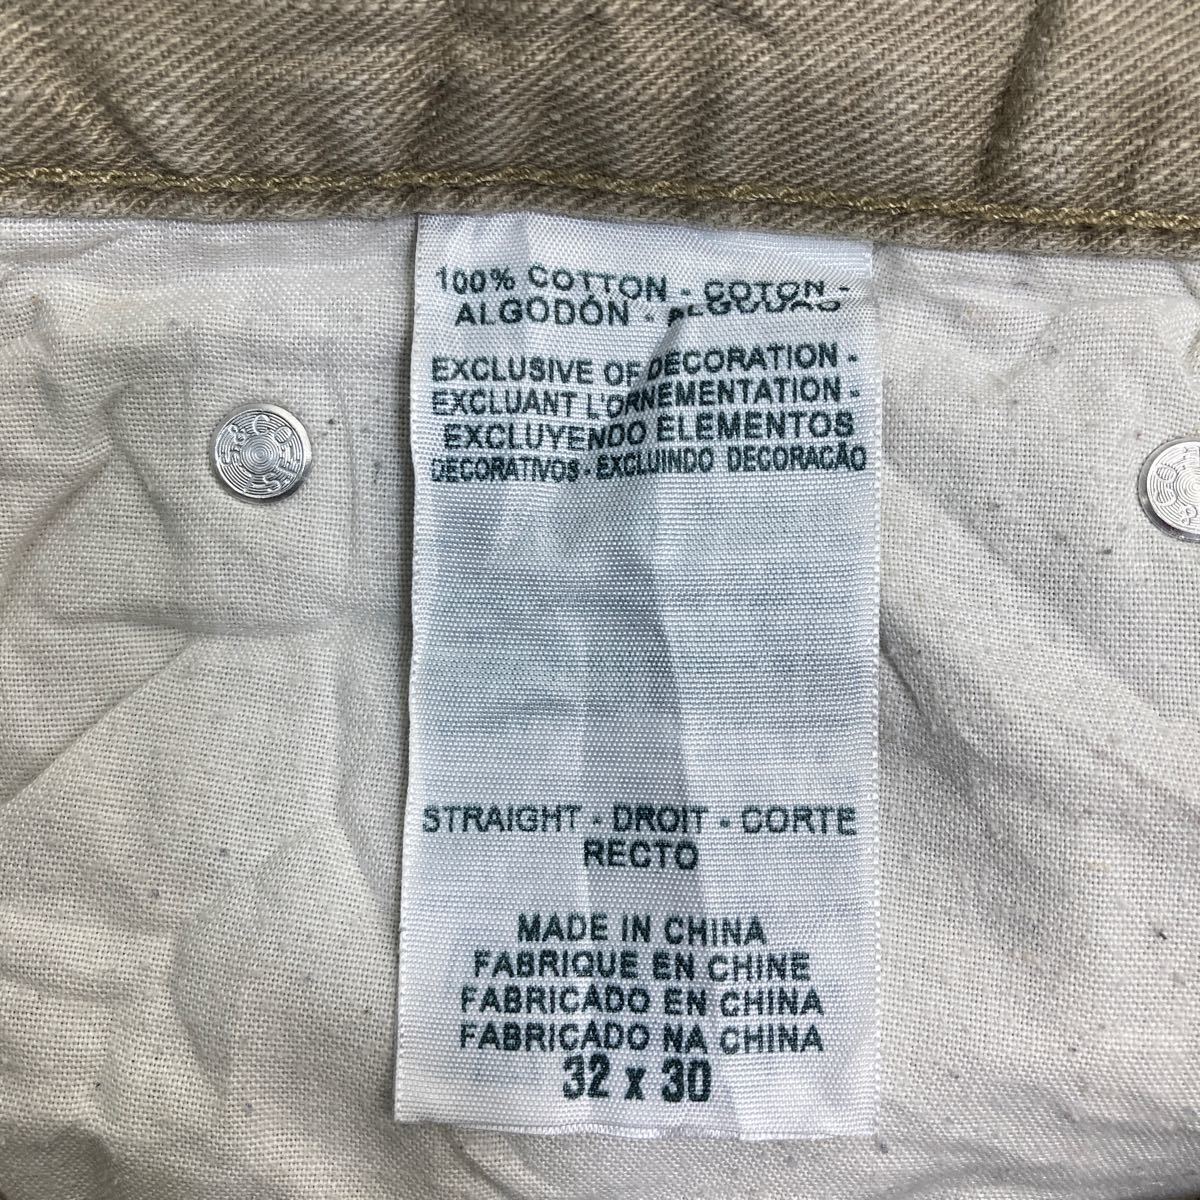 100% COTTON - COTON -
ALGODÓN -
EXCLUSIVE OF DECORATION -
EXCLUANT L'ORNEMENTATION -
EXCLUYENDO ELEMENTOS
DECORATIVOS - EXCLUINDO DECORACÃO
STRAIGHT - DROIT - CORTE
RECTO
MADE IN CHINA
FABRIQUE EN CHINE
FABRICADO EN CHINA
FABRICADO NA CHINA
32 x 30